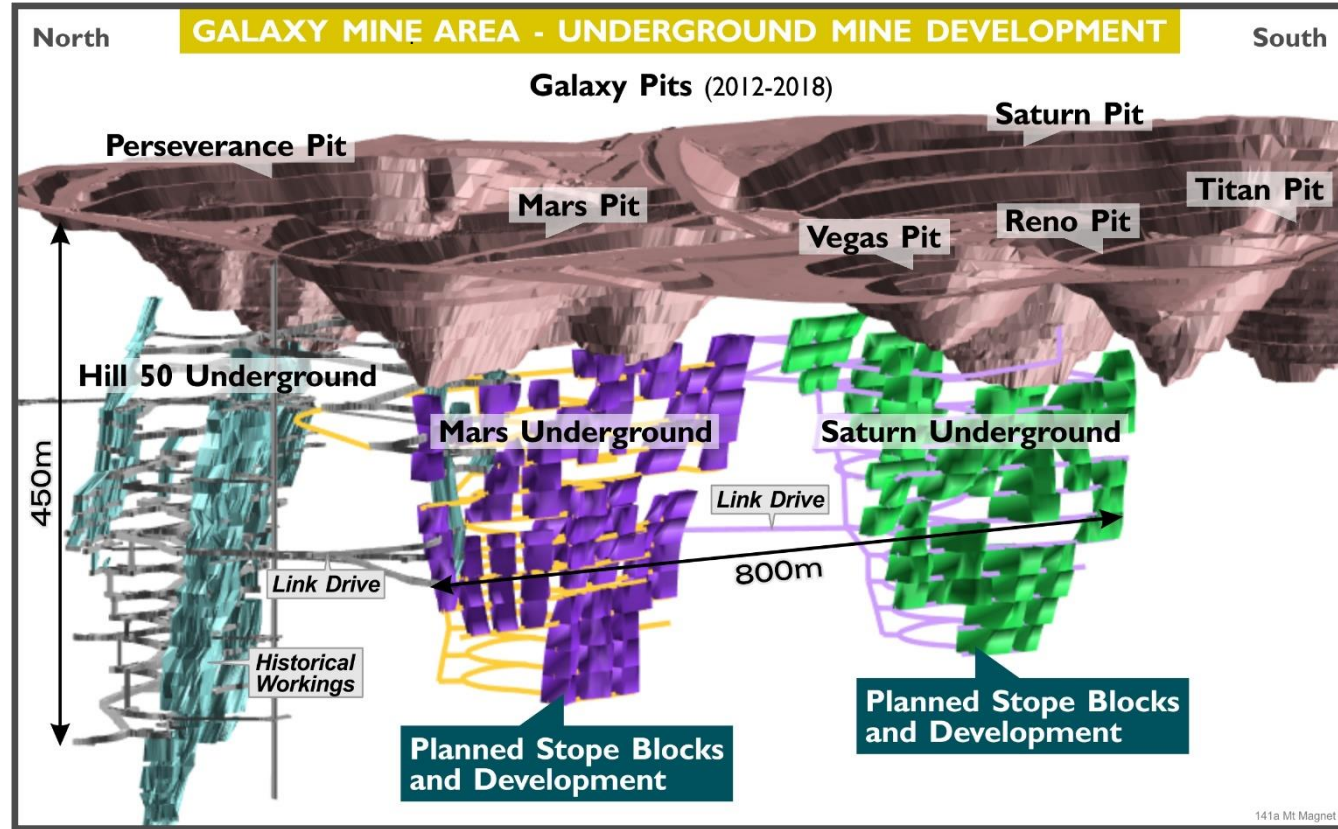 North
GALAXY MINE AREA - UNDERGROUND MINE DEVELOPMENT
South
Galaxy Pits (2012-2018)
Saturn Pit
Perseverance Pit
Titan Pit
Mars Pit
Reno Pit
Vegas Pit
Hill 50 Underground
Mars Underground
Saturn Underground
450m
Link Drive
800m
Link Drive
Historical
Workings
Planned Stope Blocks
and Development
Planned Stope Blocks
and Development
141a Mt Magnet